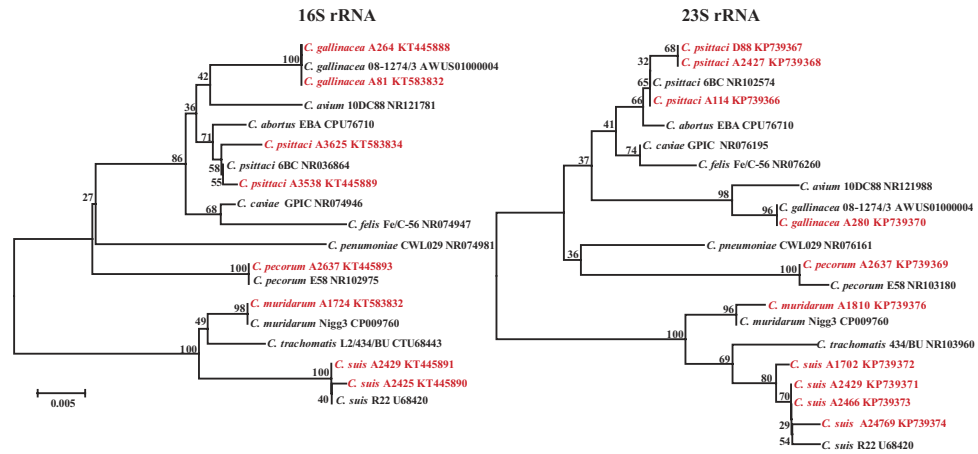 16S rRNA
100
C. gallinacea A264 KT445888
C. gallinacea 08-1274/3 AWUS01000004
C. gallinacea A81 KT583832
42
C. avium 10DC88 NR121781
36
C. abortus EBA CPU76710
71
C. psittaci A3625 KT583834
C. psittaci 6BC NR036864
58
55
C. psittaci A3538 KT445889
86
C. caviae GPIC NR074946
68
C. felis Fe/C-56 NR074947
27
C. penumoniae CWL029 NR074981
100
C. pecorum A2637 KT445893
C. pecorum E58 NR102975
C. muridarum A1724 KT583832
98
C. muridarum Nigg3 CP009760
49
C. trachomatis L2/434/BU CTU68443
100
C. suis A2429 KT445891
100
C. suis A2425 KT445890
40
C. suis R22 U68420
0.005
23S rRNA
68
C. psittaci D88 KP739367
C. psittaci A2427 KP739368
32
65
C. psittaci 6BC NR102574
C. psittaci A114 KP739366
66
C. abortus EBA CPU76710
41
C. caviae GPIC NR076195
74
C. felis Fe/C-56 NR076260
37
C. avium 10DC88 NR121988
98
C. gallinacea 08-1274/3 AWUS01000004
96
C. gallinacea A280 KP739370
C. pneumoniae CWL029 NR076161
36
C. pecorum A2637 KP739369
100
C. pecorum E58 NR103180
C. muridarum A1810 KP739376
96
C. muridarum Nigg3 CP009760
100
C. trachomatis 434/BU NR103960
69
C. suis A1702 KP739372
80
C. suis A2429 KP739371
70
C. suis A2466 KP739373
C. suis A24769 KP739374
29
54
C. suis R22 U68420